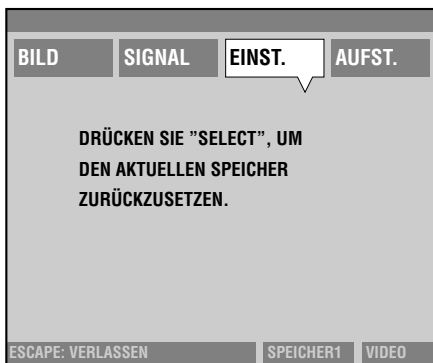 BILD SIGNAL EINST. AUFST.
DRÜCKEN SIE ”SELECT”, UM
DEN AKTUELLEN SPEICHER
ZURÜCKZUSETZEN.
ESCAPE: VERLASSEN SPEICHER1 VIDEO